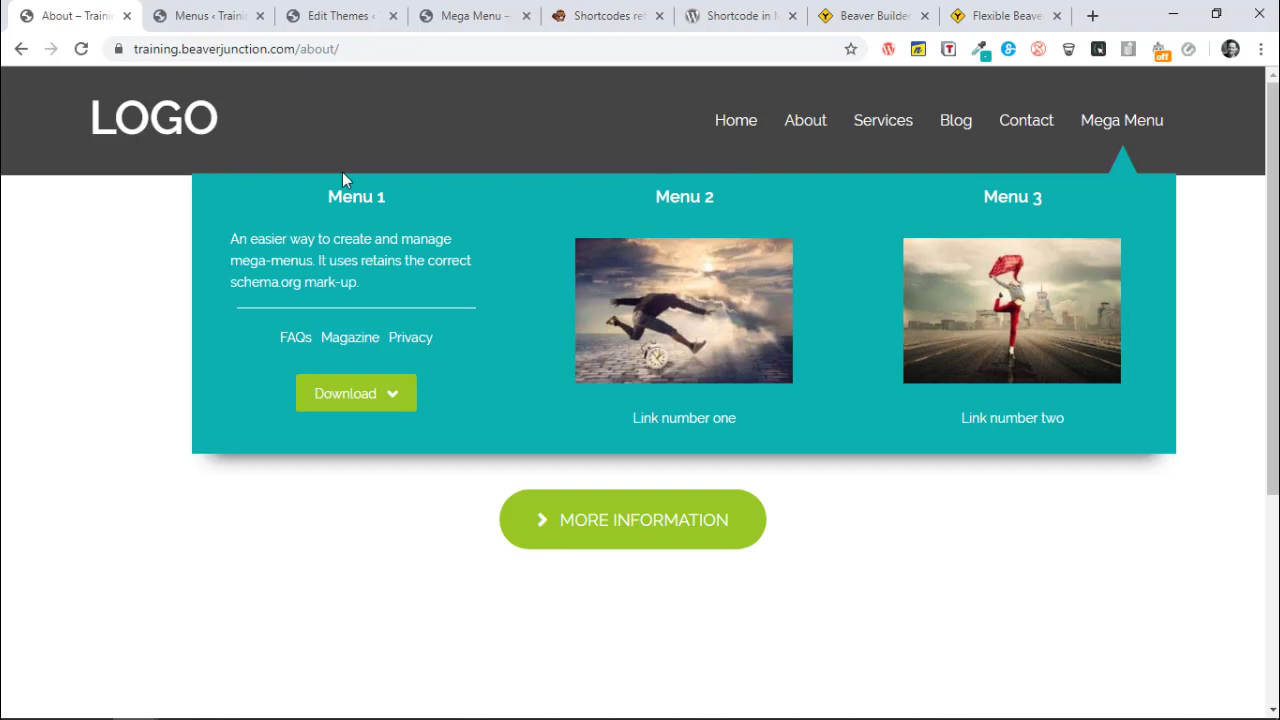 About – Traini
Menus ‹ Traini
Edit Themes ‹
Mega Menu –
Shortcodes re
Shortcode in M
Beaver Builder
Flexible Beave
training.beaverjunction.com/about/
off
LOGO
Home
About
Services
Blog
Contact
Mega Menu
Menu 1
An easier way to create and manage
mega-menus. It uses retains the correct
schema.org mark-up.
FAQs Magazine Privacy
Download
Menu 2
Link number one
Menu 3
Link number two
MORE INFORMATION